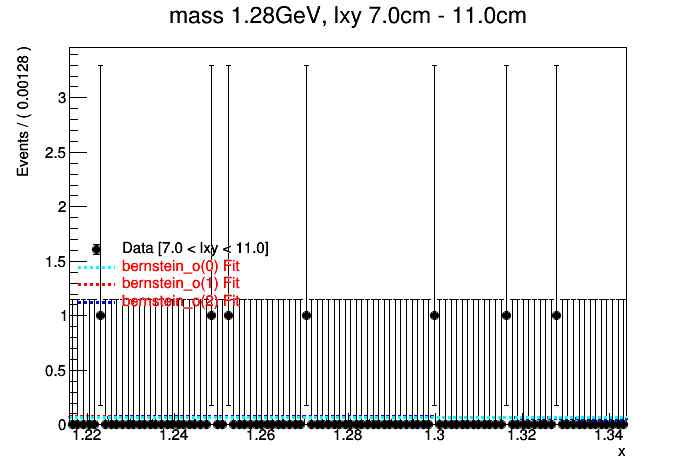 mass 1.28GeV, lxy 7.0cm - 11.0cm
Events / ( 0.00128 )
3
2.5
2
1.5
1
0.5
0
Data [7.0 < lxy < 11.0]
bernstein_o(0) Fit
bernstein_o(1) Fit
bernstein_o(2) Fit
1.22 1.24 1.26 1.28 1.3 1.32 1.34
x